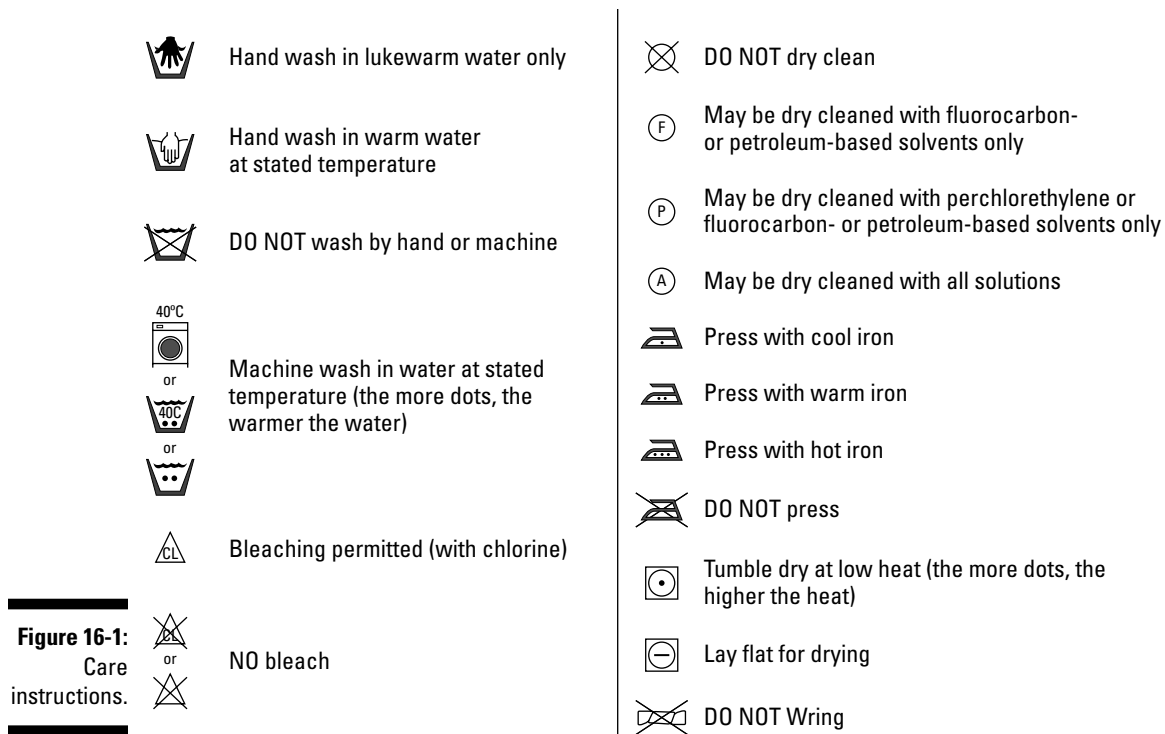 Hand wash in lukewarm water only
Hand wash in warm water
at stated temperature
DO NOT wash by hand or machine
40°C
or
40C
or
Machine wash in water at stated
temperature (the more dots, the
warmer the water)
CL
Bleaching permitted (with chlorine)
CL
or
NO bleach
Figure 16-1:
Care
instructions.
DO NOT dry clean
F
May be dry cleaned with fluorocarbon-
or petroleum-based solvents only
P
May be dry cleaned with perchlorethylene or
fluorocarbon- or petroleum-based solvents only
A
May be dry cleaned with all solutions
Press with cool iron
Press with warm iron
Press with hot iron
DO NOT press
Tumble dry at low heat (the more dots, the
higher the heat)
Lay flat for drying
DO NOT Wring